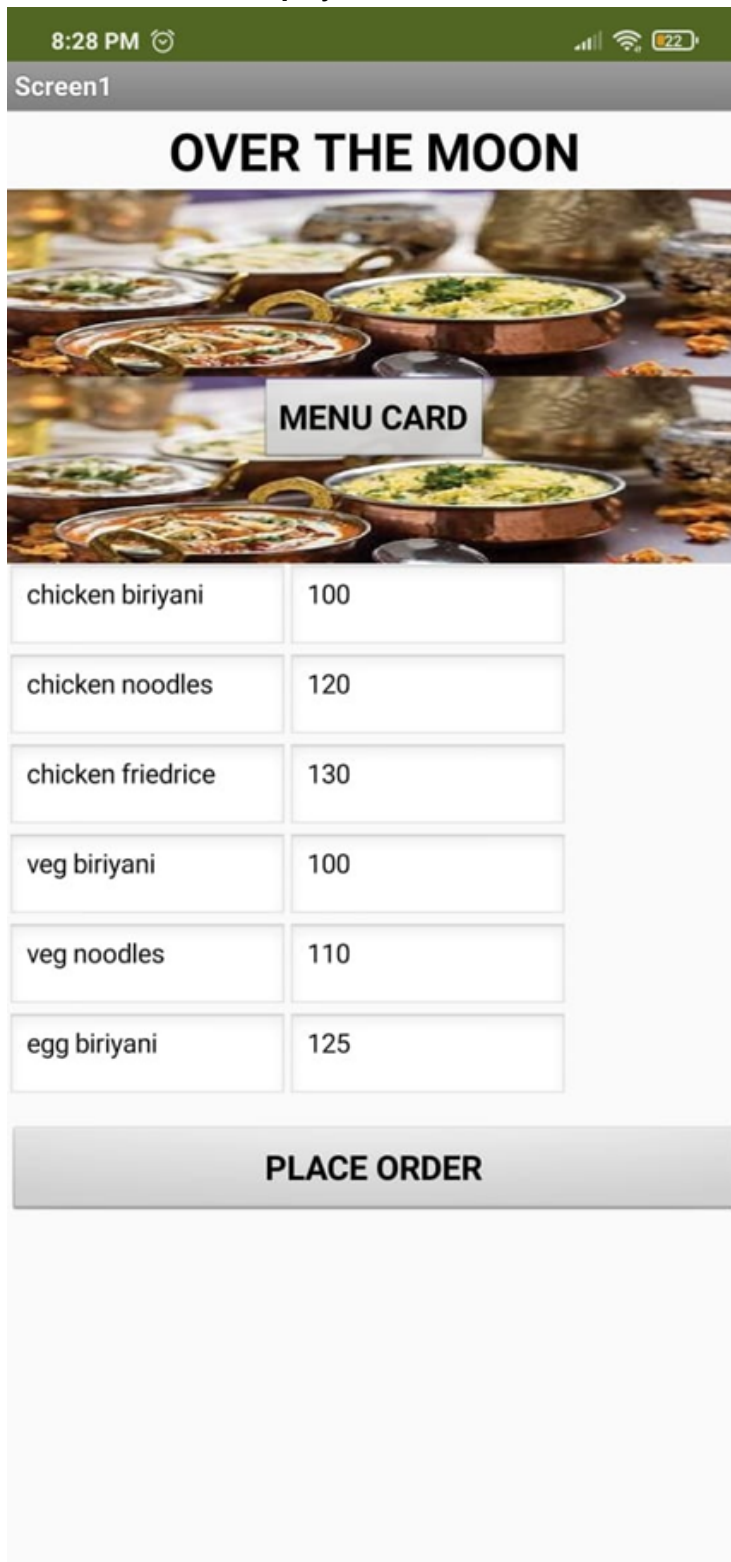 8:28 PM
22
Screen1
OVER THE MOON
MENU CARD
chicken biriyani 100
chicken noodles 120
chicken friedrice 130
veg biriyani 100
veg noodles 110
egg biriyani 125
PLACE ORDER